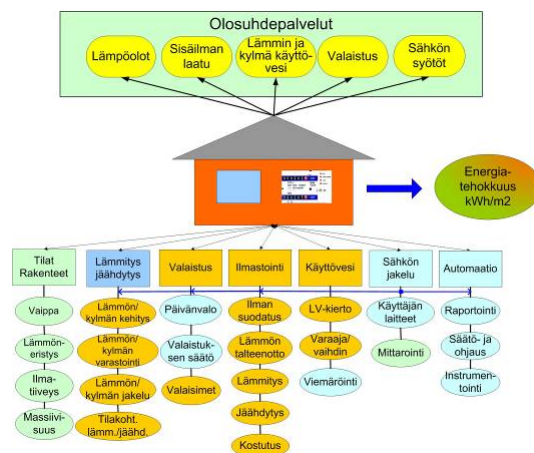 Olosuhdepalvelut
Lämpöolot
Sisäilman
laatu
Lämmin ja
kylmä käyttö-
vesi
Valaistus
Sähkön
syötöt
Energia-
tehokkuus
kWh/m2
Tilat
Rakenteet
Lämmitys
jäähdytys
Valaistus
Ilmastointi
Käyttövesi
Sähkön
jakelu
Automaatio
Vaippa
Lämmön-
eristys
Ilma-
tiiveys
Massiivi-
suus
Lämmön/
kylmän kehitys
Lämmön/
kylmän
varastointi
Lämmön/
kylmän jakelu
Tilakoht.
lämm./jäähd.
Päivänvalo
Valaistuk-
sen säätö
Valaisimet
Ilman
suodatus
Lämmön
talteenotto
Lämmitys
Jäähdytys
Kostutus
LV-kierto
Varaaja/
vaihdin
Viemäröinti
Käyttäjän
laitteet
Mittarointi
Raportointi
Säätö- ja
ohjaus
Instrumen-
tointi